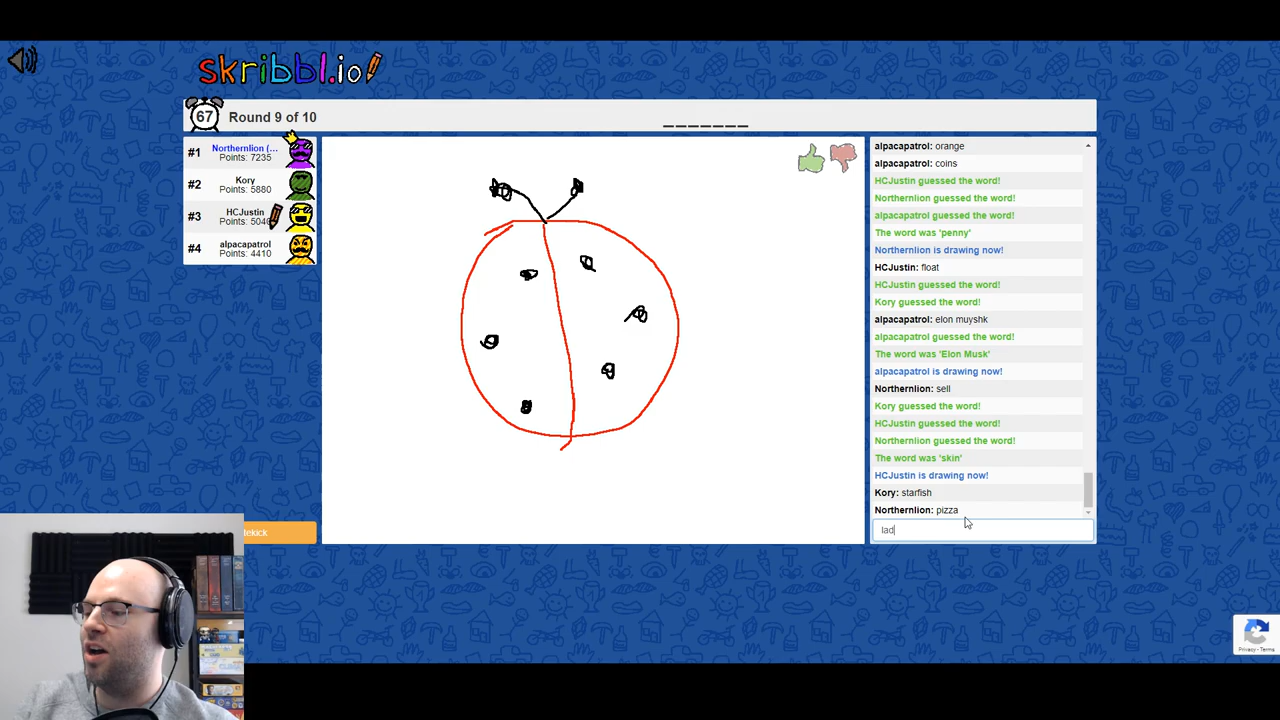 skribbl.io
67
Round 9 of 10
_______
#1
Northernlion (...
Points: 7235
#2
Kory
Points: 5880
#3
HCJustin
#4
alpacapatrol
Points: 4410
alpacapatrol: orange
alpacapatrol: coins
HCJustin guessed the word!
Northernlion guessed the word!
alpacapatrol guessed the word!
The word was 'penny'
Northernlion is drawing now!
HCJustin: float
HCJustin guessed the word!
Kory guessed the word!
alpacapatrol: elon muyshk
alpacapatrol guessed the word!
The word was 'Elon Musk'
alpacapatrol is drawing now!
Northernlion: sell
Kory guessed the word!
HCJustin guessed the word!
Northernlion guessed the word!
The word was 'skin'
HCJustin is drawing now!
Kory: starfish
Northernlion: pizza
lad
ekick
Privacy - Terms